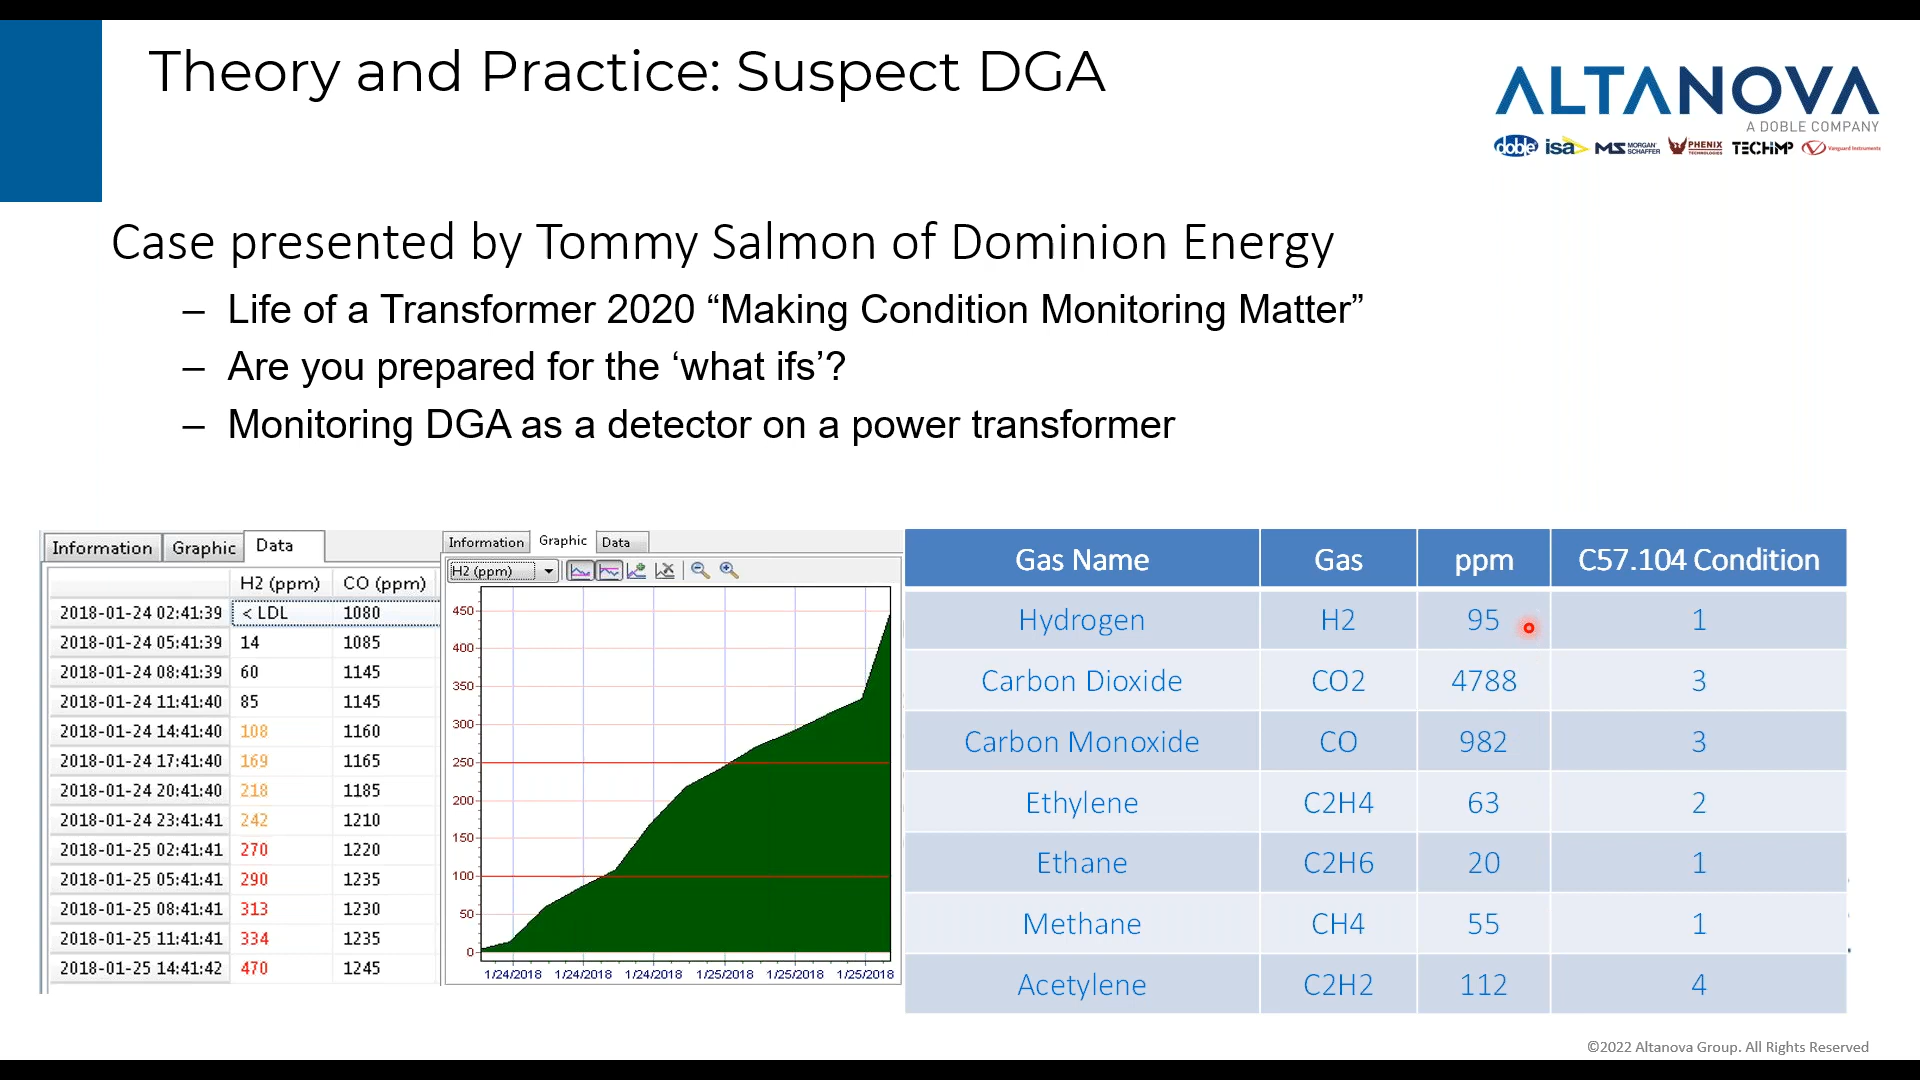 Theory and Practice: Suspect DGA
ALTANOVA
A DOBLE COMPANY
doble isa MS MORGAN SCHAFFER PHENIX TECHNOLOGIES TECHIMP Vanguard Instruments
Case presented by Tommy Salmon of Dominion Energy
– Life of a Transformer 2020 “Making Condition Monitoring Matter”
– Are you prepared for the ‘what ifs’?
– Monitoring DGA as a detector on a power transformer
Information Graphic Data
H2 (ppm) CO (ppm)
2018-01-24 02:41:39 < LDL 1080
2018-01-24 05:41:39 14 1085
2018-01-24 08:41:39 60 1145
2018-01-24 11:41:40 85 1145
2018-01-24 14:41:40 108 1160
2018-01-24 17:41:40 169 1165
2018-01-24 20:41:40 218 1185
2018-01-24 23:41:41 242 1210
2018-01-25 02:41:41 270 1220
2018-01-25 05:41:41 290 1235
2018-01-25 08:41:41 313 1230
2018-01-25 11:41:41 334 1235
2018-01-25 14:41:42 470 1245
Information Graphic Data
H2 (ppm)
450
400
350
300
250
200
150
100
50
0
1/24/2018 1/24/2018 1/24/2018 1/25/2018 1/25/2018 1/25/2018
Gas Name Gas ppm C57.104 Condition
Hydrogen H2 95 1
Carbon Dioxide CO2 4788 3
Carbon Monoxide CO 982 3
Ethylene C2H4 63 2
Ethane C2H6 20 1
Methane CH4 55 1
Acetylene C2H2 112 4
©2022 Altanova Group. All Rights Reserved